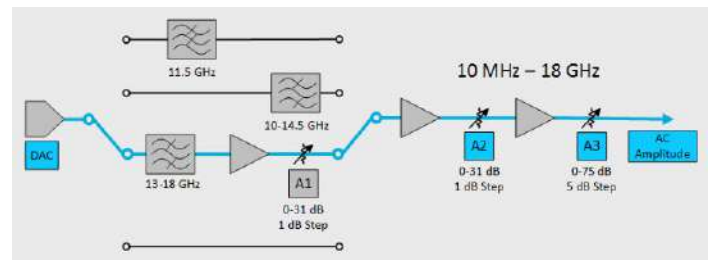 11.5 GHz
10 MHz – 18 GHz
10-14.5 GHz
DAC
13-18 GHz
A1
0-31 dB
1 dB Step
A2
0-31 dB
1 dB Step
A3
0-75 dB
5 dB Step
AC
Amplitude